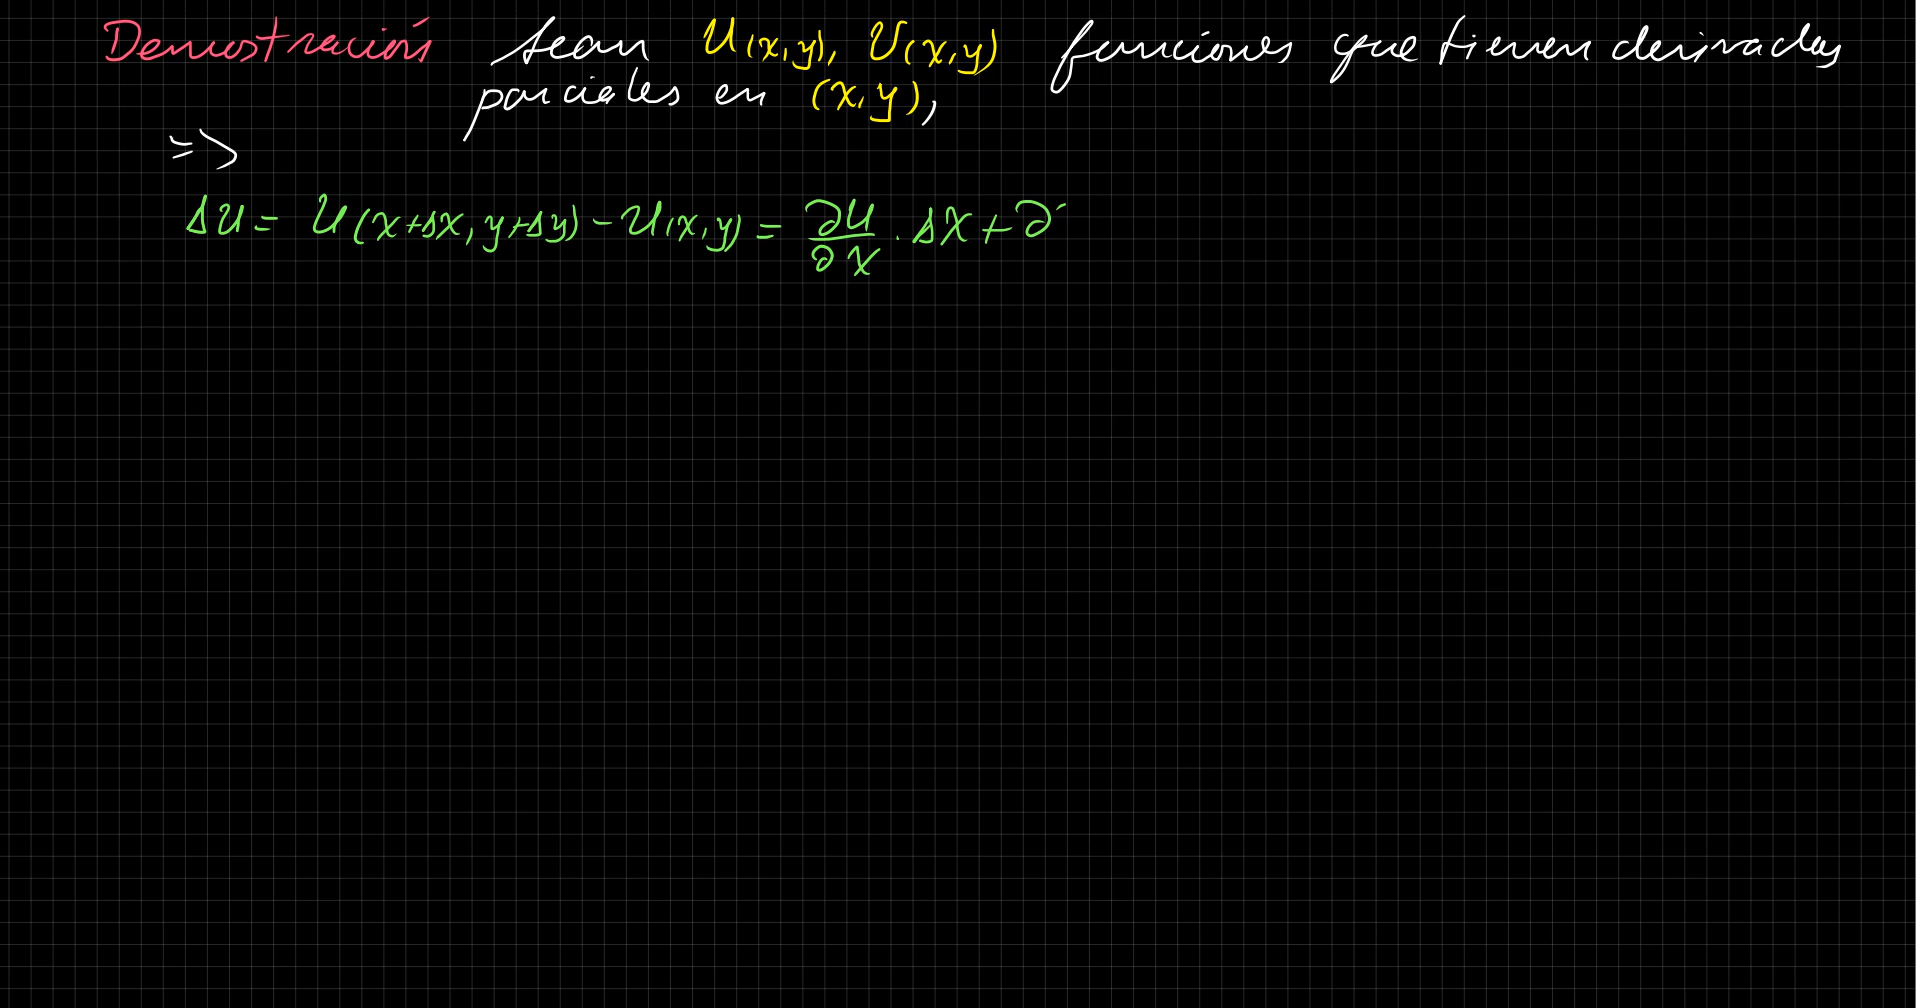 Demostración Sean U(x,y), V(x,y) funciones que tienen derivadas
parciales en (x,y),
=>
ΔU = U(x+Δx, y+Δy) - U(x,y) = ∂U/∂x · Δx + ∂